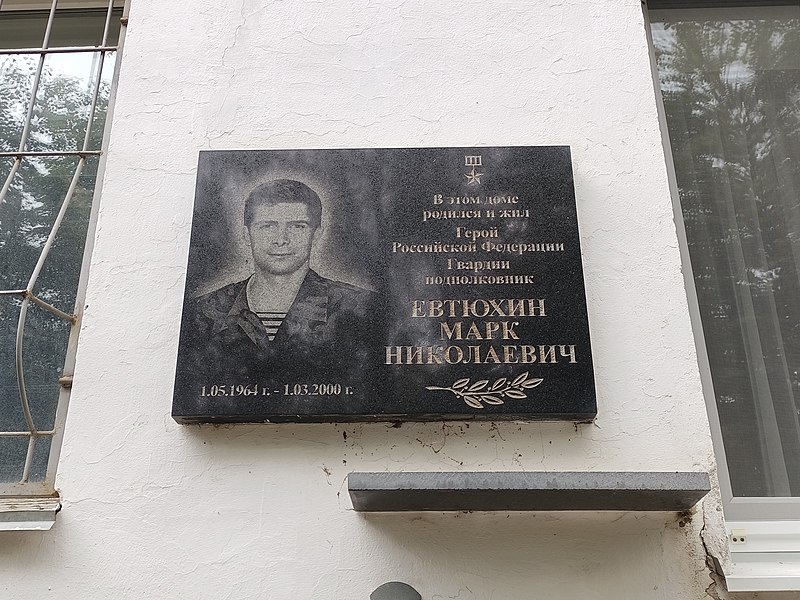 В этом доме
родился и жил
Герой
Российской Федерации
Гвардии
подполковник
ЕВТЮХИН
МАРК
НИКОЛАЕВИЧ
1.05.1964 г. - 1.03.2000 г.